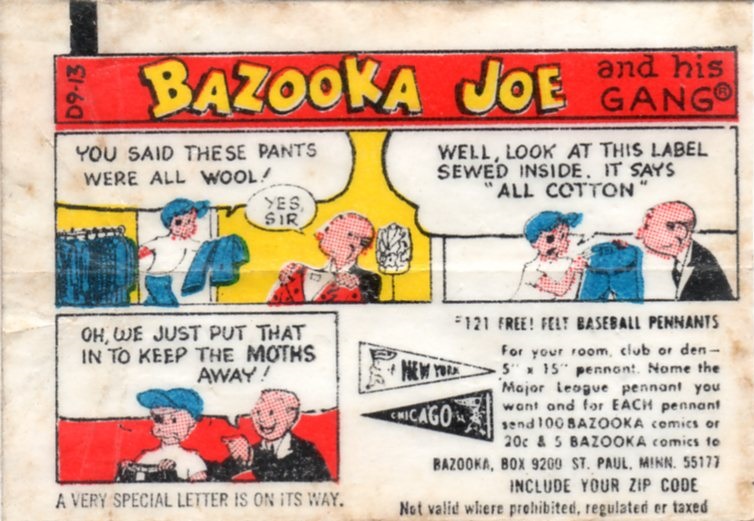 D9-13
BAZOOKA JOE and his
GANG®
YOU SAID THESE PANTS
WERE ALL WOOL!
YES,
SIR
WELL, LOOK AT THIS LABEL
SEWED INSIDE. IT SAYS
"ALL COTTON"
OH, WE JUST PUT THAT
IN TO KEEP THE MOTHS
AWAY!
A VERY SPECIAL LETTER IS ON ITS WAY.
#121 FREE! FELT BASEBALL PENNANTS
NEW YORK
CHICAGO
For your room, club or den—
5" x 15" pennant. Name the
Major League pennant you
want and for EACH pennant
send 100 BAZOOKA comics or
20c & 5 BAZOOKA comics to
BAZOOKA, BOX 9200 ST. PAUL, MINN. 55177
INCLUDE YOUR ZIP CODE
Not valid where prohibited, regulated or taxed